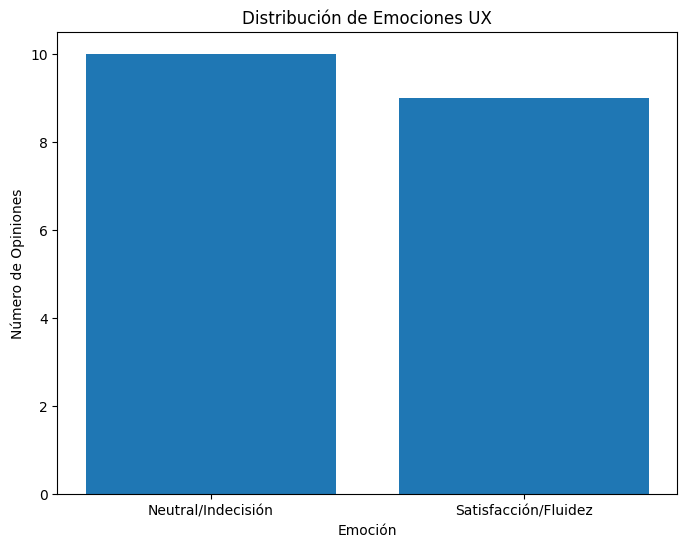 Distribución de Emociones UX
Número de Opiniones
10
8
6
4
2
0
Neutral/Indecisión
Satisfacción/Fluidez
Emoción